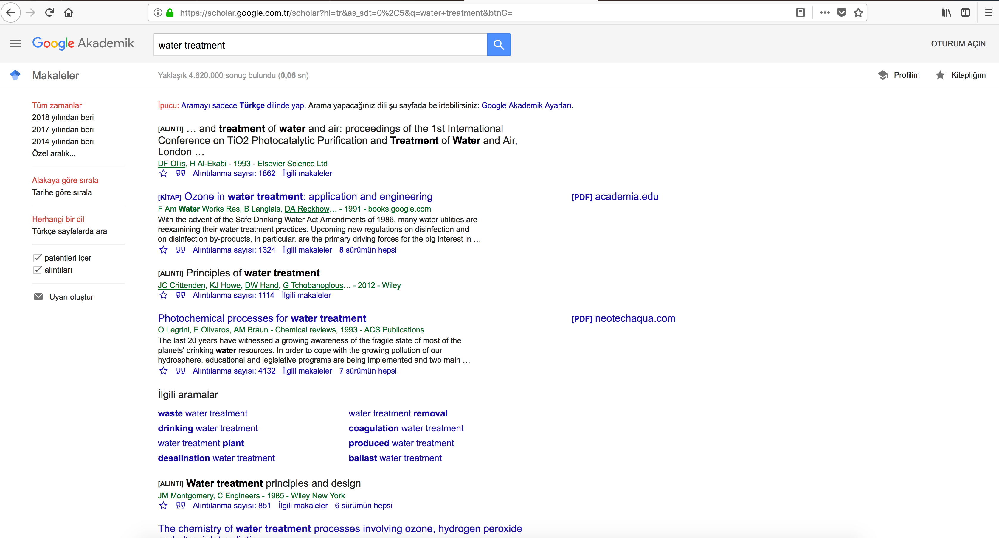 https://scholar.google.com.tr/scholar?hl=tr&as_sdt=0%2C5&q=water+treatment&btnG=
Google Akademik
water treatment
OTURUM AÇIN
Makaleler
Yaklaşık 4.620.000 sonuç bulundu (0,06 sn)
Profilim
Kitaplığım
Tüm zamanlar
2018 yılından beri
2017 yılından beri
2014 yılından beri
Özel aralık...
Alakaya göre sırala
Tarihe göre sırala
Herhangi bir dil
Türkçe sayfalarda ara
patentleri içer
alıntıları
Uyarı oluştur
İpucu: Aramayı sadece Türkçe dilinde yap. Arama yapacağınız dili şu sayfada belirtebilirsiniz: Google Akademik Ayarları.
[ALINTI] … and treatment of water and air: proceedings of the 1st International
Conference on TiO2 Photocatalytic Purification and Treatment of Water and Air,
London …
DF Ollis, H Al-Ekabi - 1993 - Elsevier Science Ltd
Alıntılanma sayısı: 1862 İlgili makaleler
[KİTAP] Ozone in water treatment: application and engineering
[PDF] academia.edu
F Am Water Works Res, B Langlais, DA Reckhow… - 1991 - books.google.com
With the advent of the Safe Drinking Water Act Amendments of 1986, many water utilities are
reexamining their water treatment practices. Upcoming new regulations on disinfection and
on disinfection by-products, in particular, are the primary driving forces for the big interest in …
Alıntılanma sayısı: 1324 İlgili makaleler 8 sürümün hepsi
[ALINTI] Principles of water treatment
JC Crittenden, KJ Howe, DW Hand, G Tchobanoglous… - 2012 - Wiley
Alıntılanma sayısı: 1114 İlgili makaleler
Photochemical processes for water treatment
[PDF] neotechaqua.com
O Legrini, E Oliveros, AM Braun - Chemical reviews, 1993 - ACS Publications
The last 20 years have witnessed a growing awareness of the fragile state of most of the
planets' drinking water resources. In order to cope with the growing pollution of our
hydrosphere, educational and legislative programs are being implemented and two main …
Alıntılanma sayısı: 4132 İlgili makaleler 7 sürümün hepsi
İlgili aramalar
waste water treatment
water treatment removal
drinking water treatment
coagulation water treatment
water treatment plant
produced water treatment
desalination water treatment
ballast water treatment
[ALINTI] Water treatment principles and design
JM Montgomery, C Engineers - 1985 - Wiley New York
Alıntılanma sayısı: 851 İlgili makaleler 6 sürümün hepsi
The chemistry of water treatment processes involving ozone, hydrogen peroxide